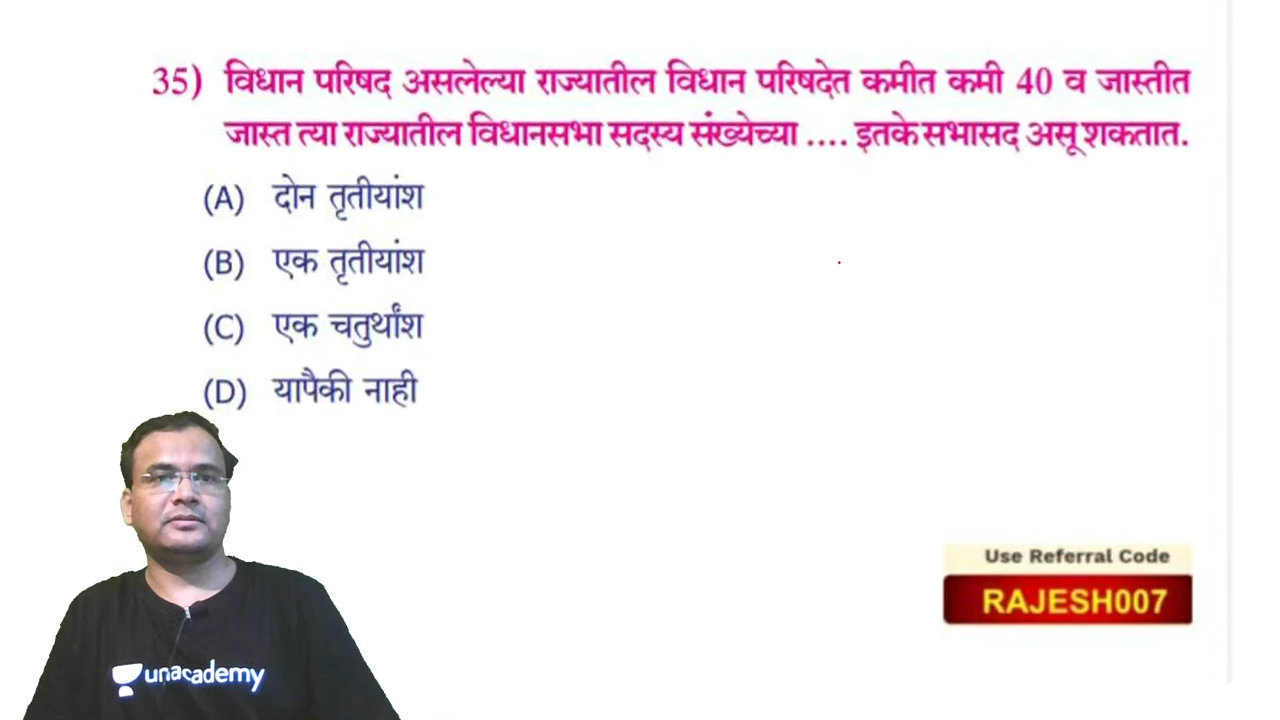 35) विधान परिषद असलेल्या राज्यातील विधान परिषदेत कमीत कमी 40 व जास्तीत
जास्त त्या राज्यातील विधानसभा सदस्य संख्येच्या .... इतके सभासद असू शकतात.
(A) दोन तृतीयांश
(B) एक तृतीयांश
(C) एक चतुर्थांश
(D) यापैकी नाही
unacademy
Use Referral Code
RAJESH007